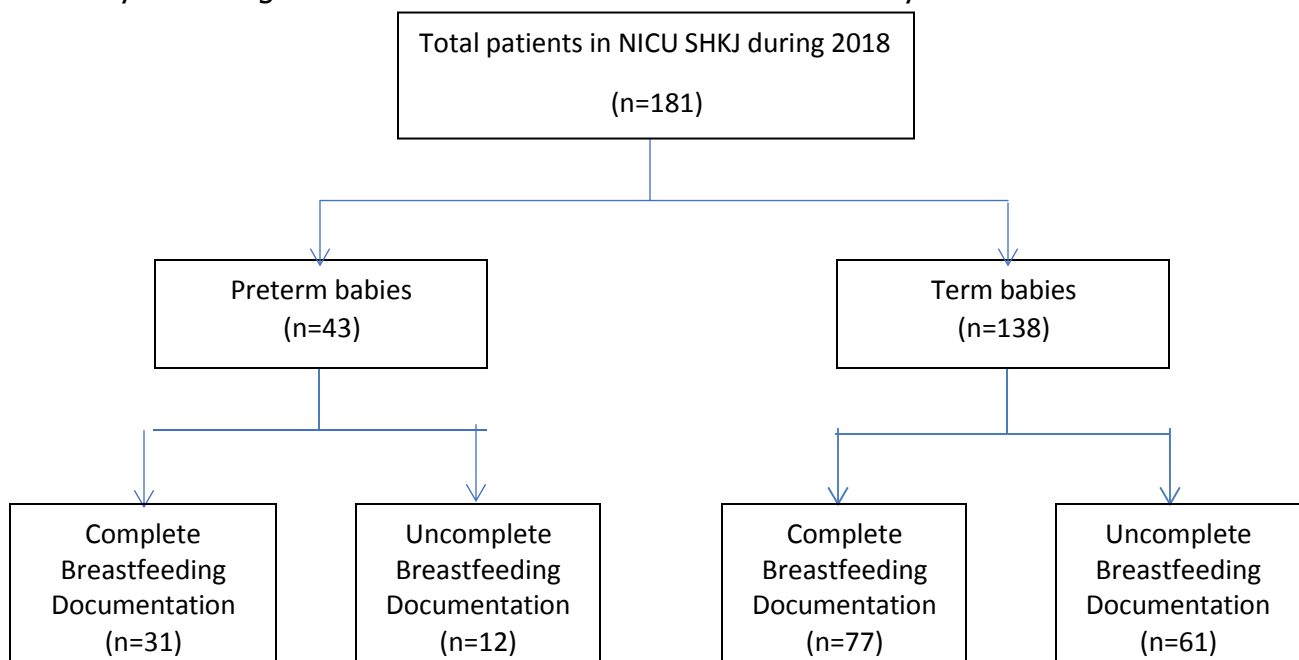 Total patients in NICU SHKJ during 2018
(n=181)
Preterm babies
(n=43)
Term babies
(n=138)
Complete
Breastfeeding
Documentation
(n=31)
Uncomplete
Breastfeeding
Documentation
(n=12)
Complete
Breastfeeding
Documentation
(n=77)
Uncomplete
Breastfeeding
Documentation
(n=61)